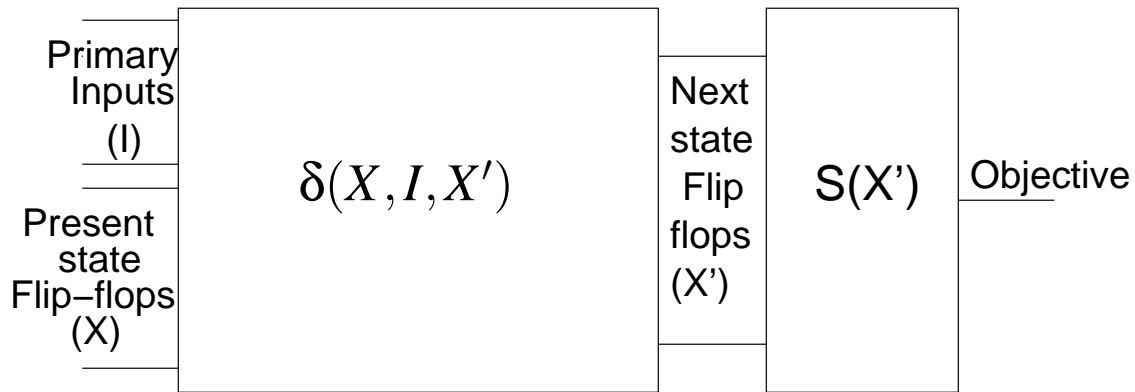 Primary
Inputs
(I)
Present
state
Flip−flops
(X)
δ(X,I,X′)
Next
state
Flip
flops
(X’)
S(X’)
Objective